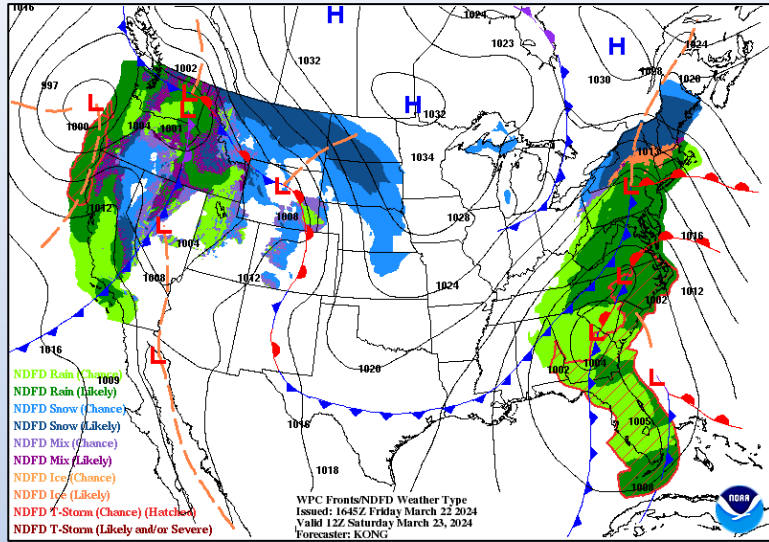 1016
1024
1024
1002
H
1023
H
1032
1030
1028
1020
997
L
L
H
1000
1004
1001
L
1032
1013
1034
L
L
1012
1008
1028
L
1004
1016
1008
1012
1024
L
1002
1012
L
1016
1009
L
1020
1002
1004
L
NDFD Rain (Chance)
NDFD Rain (Likely)
NDFD Snow (Chance)
NDFD Snow (Likely)
NDFD Mix (Chance)
NDFD Mix (Likely)
NDFD Ice (Chance)
NDFD Ice (Likely)
NDFD T-Storm (Chance) (Hatched)
NDFD T-Storm (Likely and/or Severe)
1016
1005
1018
1008
WPC Fronts/NDFD Weather Type
Issued: 1645Z Friday March 22 2024
Valid 12Z Saturday March 23, 2024
Forecaster: KONG
NOAA